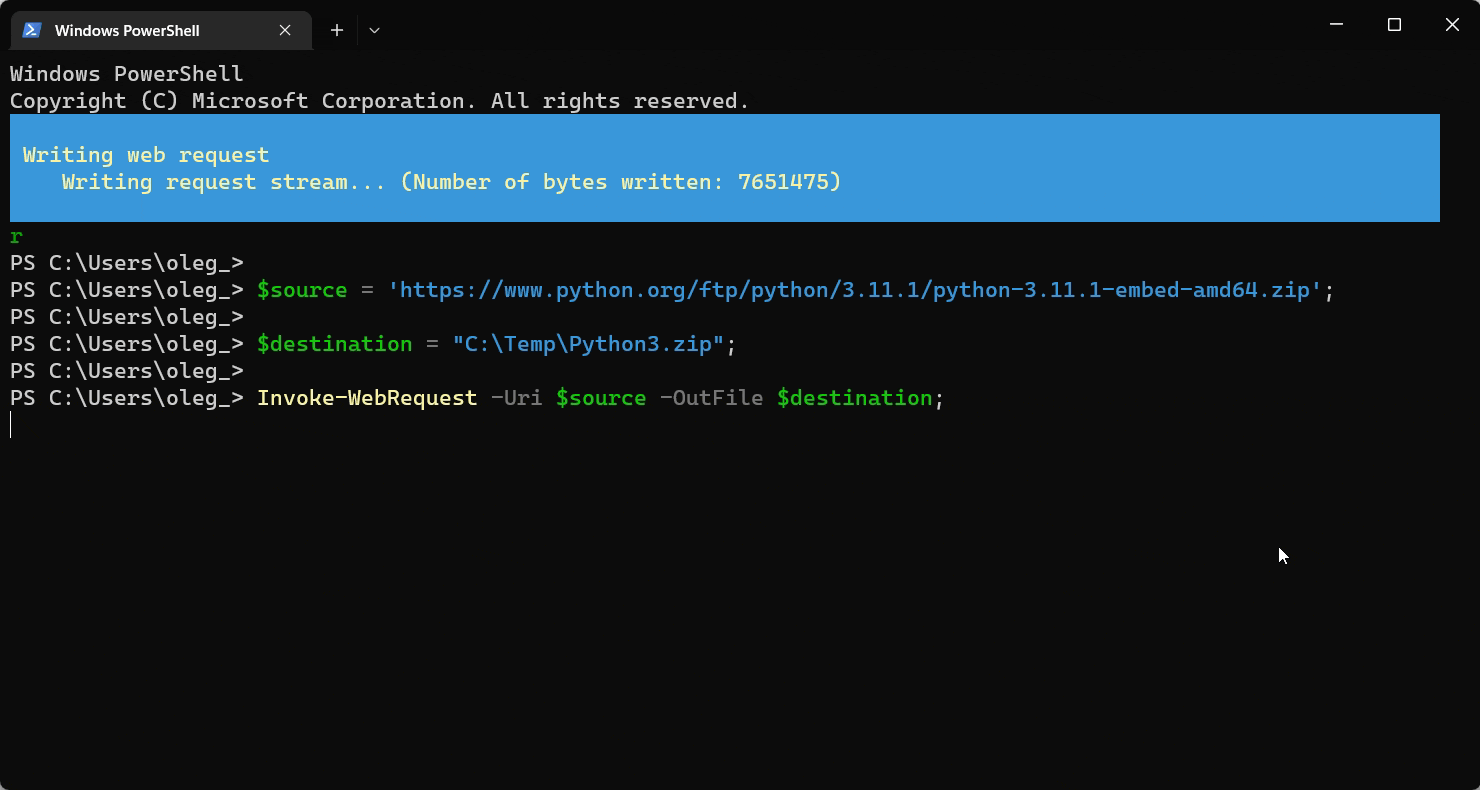 Windows PowerShell
Windows PowerShell
Copyright (C) Microsoft Corporation. All rights reserved.
Writing web request
Writing request stream... (Number of bytes written: 7651475)
r
PS C:\Users\oleg_>
PS C:\Users\oleg_> $source = 'https://www.python.org/ftp/python/3.11.1/python-3.11.1-embed-amd64.zip';
PS C:\Users\oleg_>
PS C:\Users\oleg_> $destination = "C:\Temp\Python3.zip";
PS C:\Users\oleg_>
PS C:\Users\oleg_> Invoke-WebRequest -Uri $source -OutFile $destination;